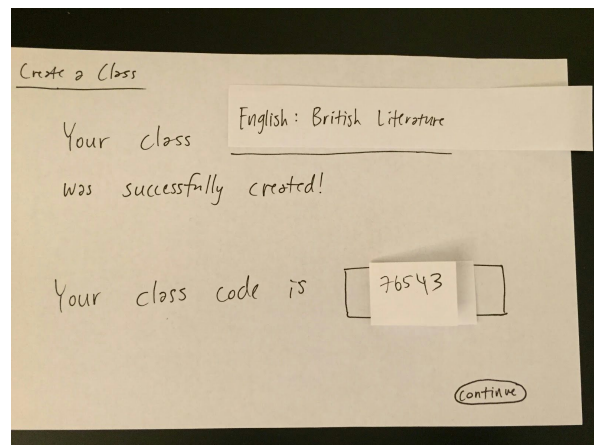 Create a Class
Your class English: British Literature
was successfully created!
Your class code is 76543
Continue